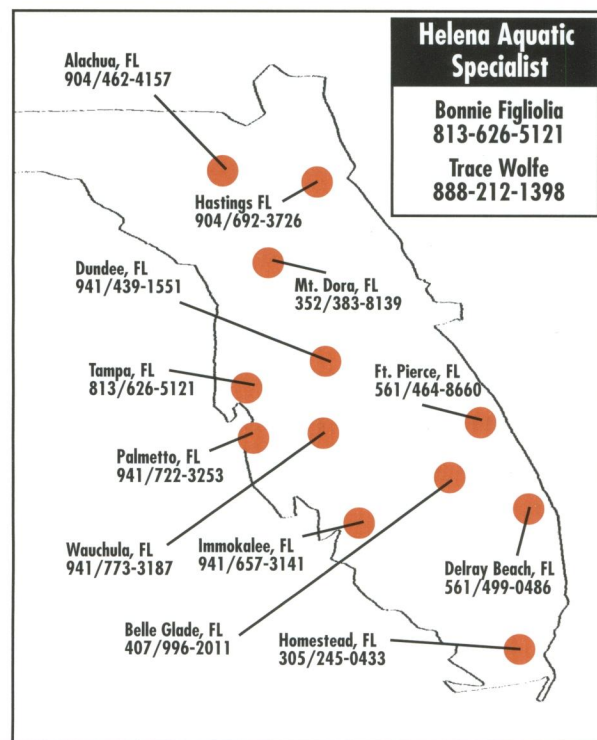 Helena Aquatic
Specialist
Bonnie Figliolia
813-626-5121
Trace Wolfe
888-212-1398
Alachua, FL
904/462-4157
Hastings FL
904/692-3726
Mt. Dora, FL
352/383-8139
Dundee, FL
941/439-1551
Tampa, FL
813/626-5121
Ft. Pierce, FL
561/464-8660
Palmetto, FL
941/722-3253
Wauchula, FL
941/773-3187
Immokalee, FL
941/657-3141
Delray Beach, FL
561/499-0486
Belle Glade, FL
407/996-2011
Homestead, FL
305/245-0433